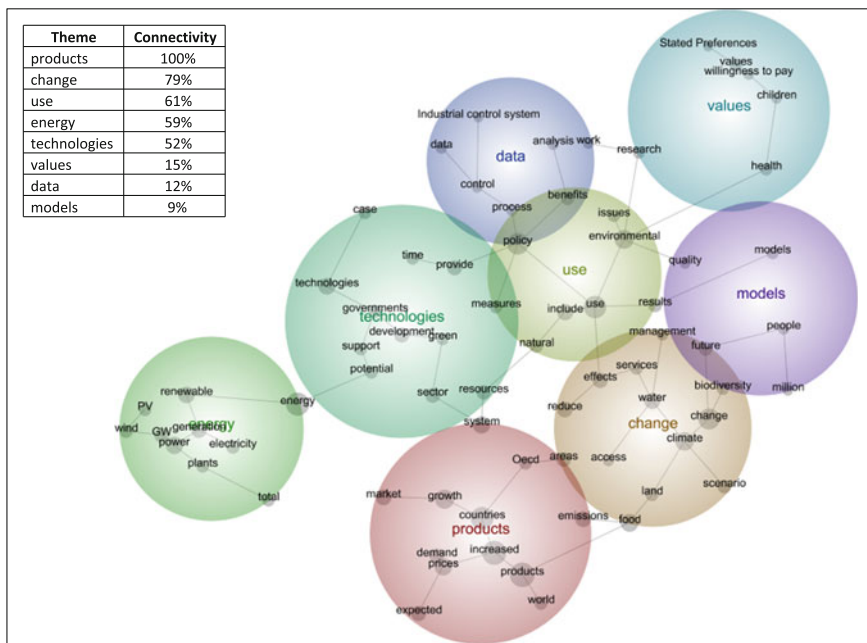 Theme Connectivity
products 100%
change 79%
use 61%
energy 59%
technologies 52%
values 15%
data 12%
models 9%
Stated Preferences
values
willingness to pay
children
values
health
Industrial control system
data
analysis
work
research
data
control
process
benefits
issues
policy
environmental
quality
use
measures
include
use
results
natural
models
models
people
future
million
case
time
provide
technologies
governments
technologies
development
green
support
potential
sector
resources
system
management
services
effects
reduce
water
biodiversity
change
change
climate
access
scenario
land
areas
food
emissions
renewable
energy
PV
energy
wind
GW
generation
power
electricity
plants
total
Oecd
market
growth
countries
products
demand
increased
prices
products
expected
world